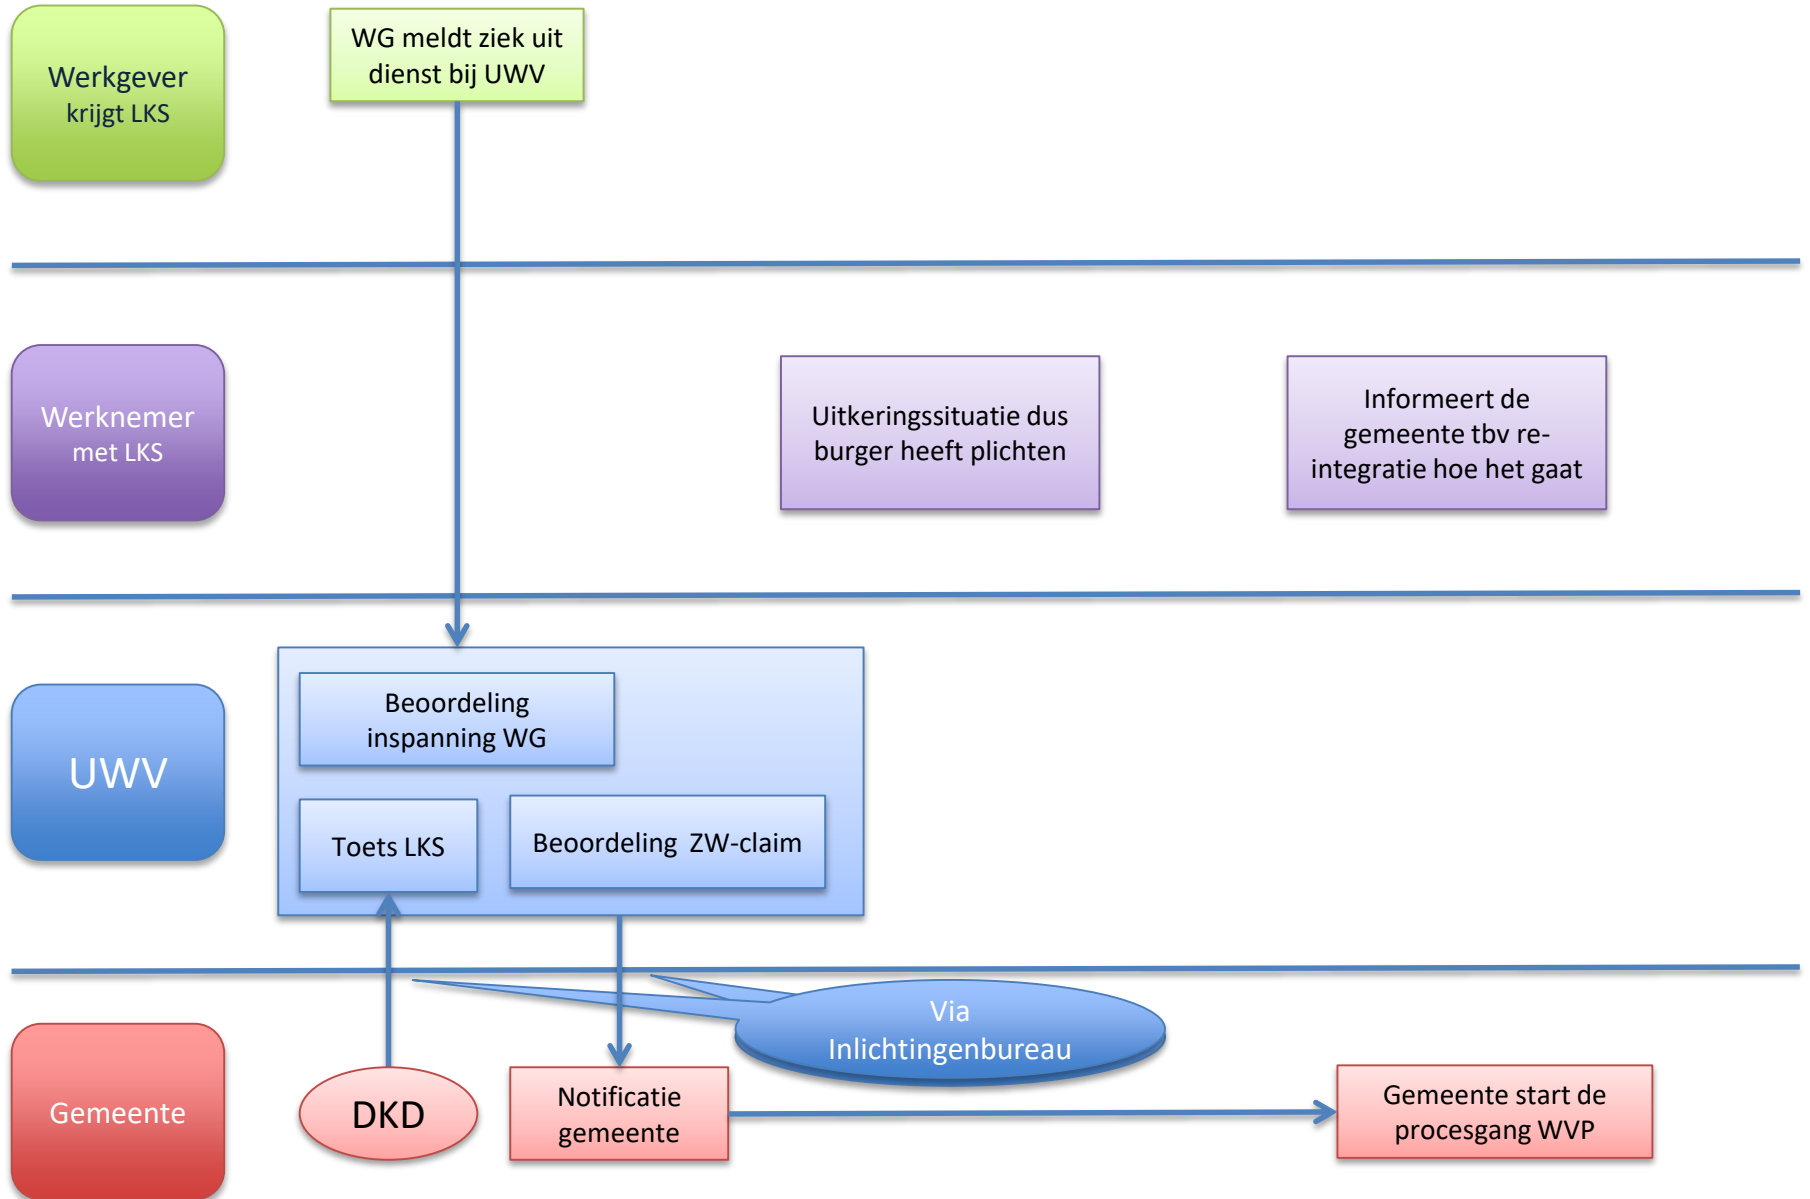 Werkgever
krijgt LKS
WG meldt ziek uit
dienst bij UWV
Werknemer
met LKS
Uitkeringssituatie dus
burger heeft plichten
Informeert de
gemeente tbv re-
integratie hoe het gaat
UWV
Beoordeling
inspanning WG
Toets LKS
Beoordeling ZW-claim
Via
Inlichtingenbureau
Gemeente
DKD
Notificatie
gemeente
Gemeente start de
procesgang WVP